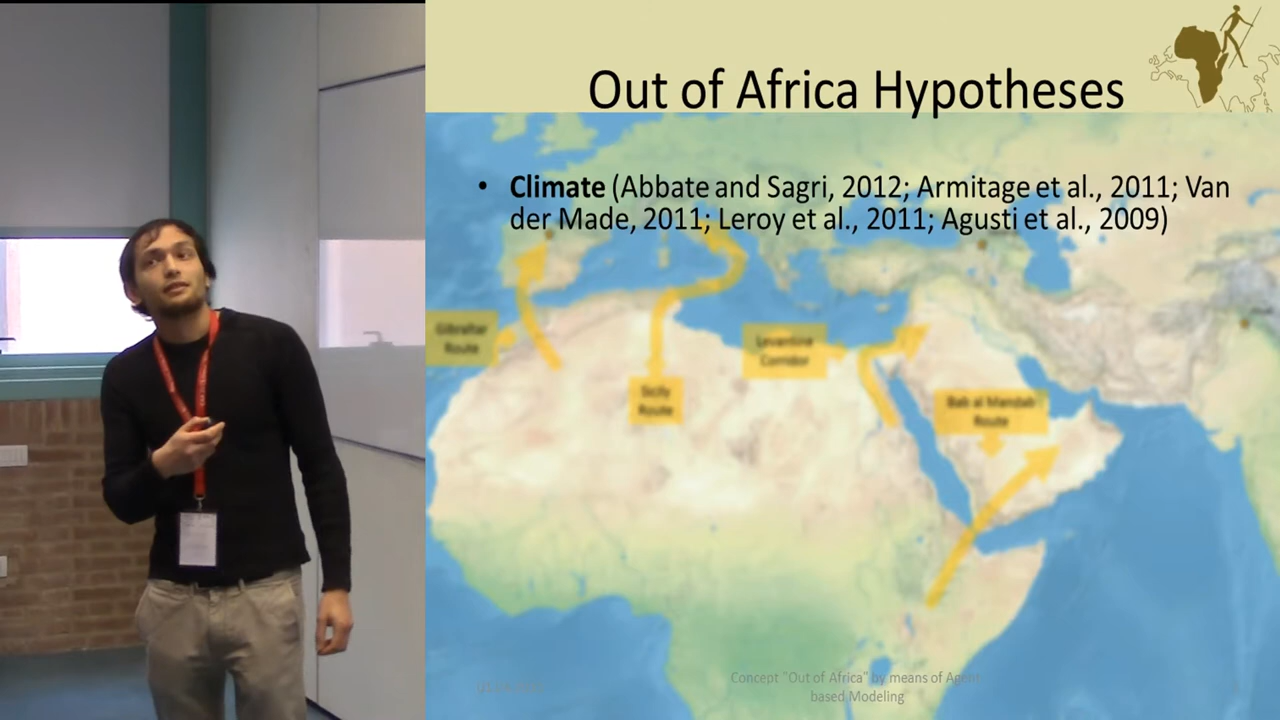 Out of Africa Hypotheses
• Climate (Abbate and Sagri, 2012; Armitage et al., 2011; Van
der Made, 2011; Leroy et al., 2011; Agusti et al., 2009)
Gibraltar
Route
Sicily
Route
Levantine
Corridor
Bab al Mandab
Route
Concept "Out of Africa" by means of Agent
based Modeling